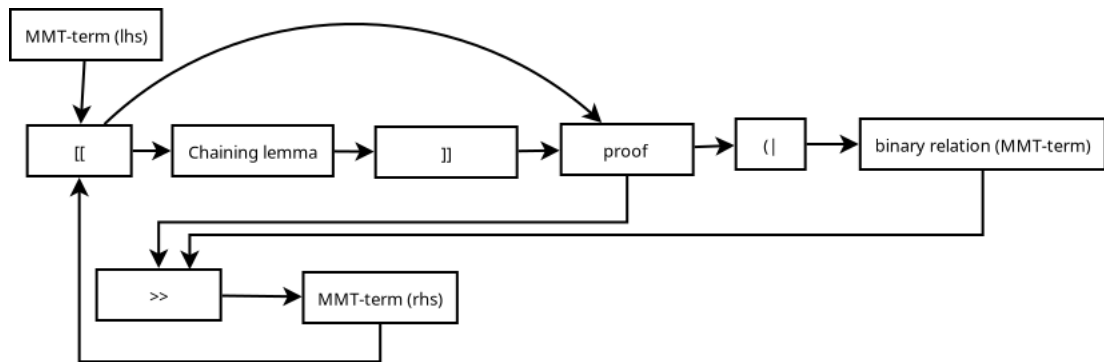 MMT-term (lhs)
[[
Chaining lemma
]]
proof
(|
binary relation (MMT-term)
>>
MMT-term (rhs)